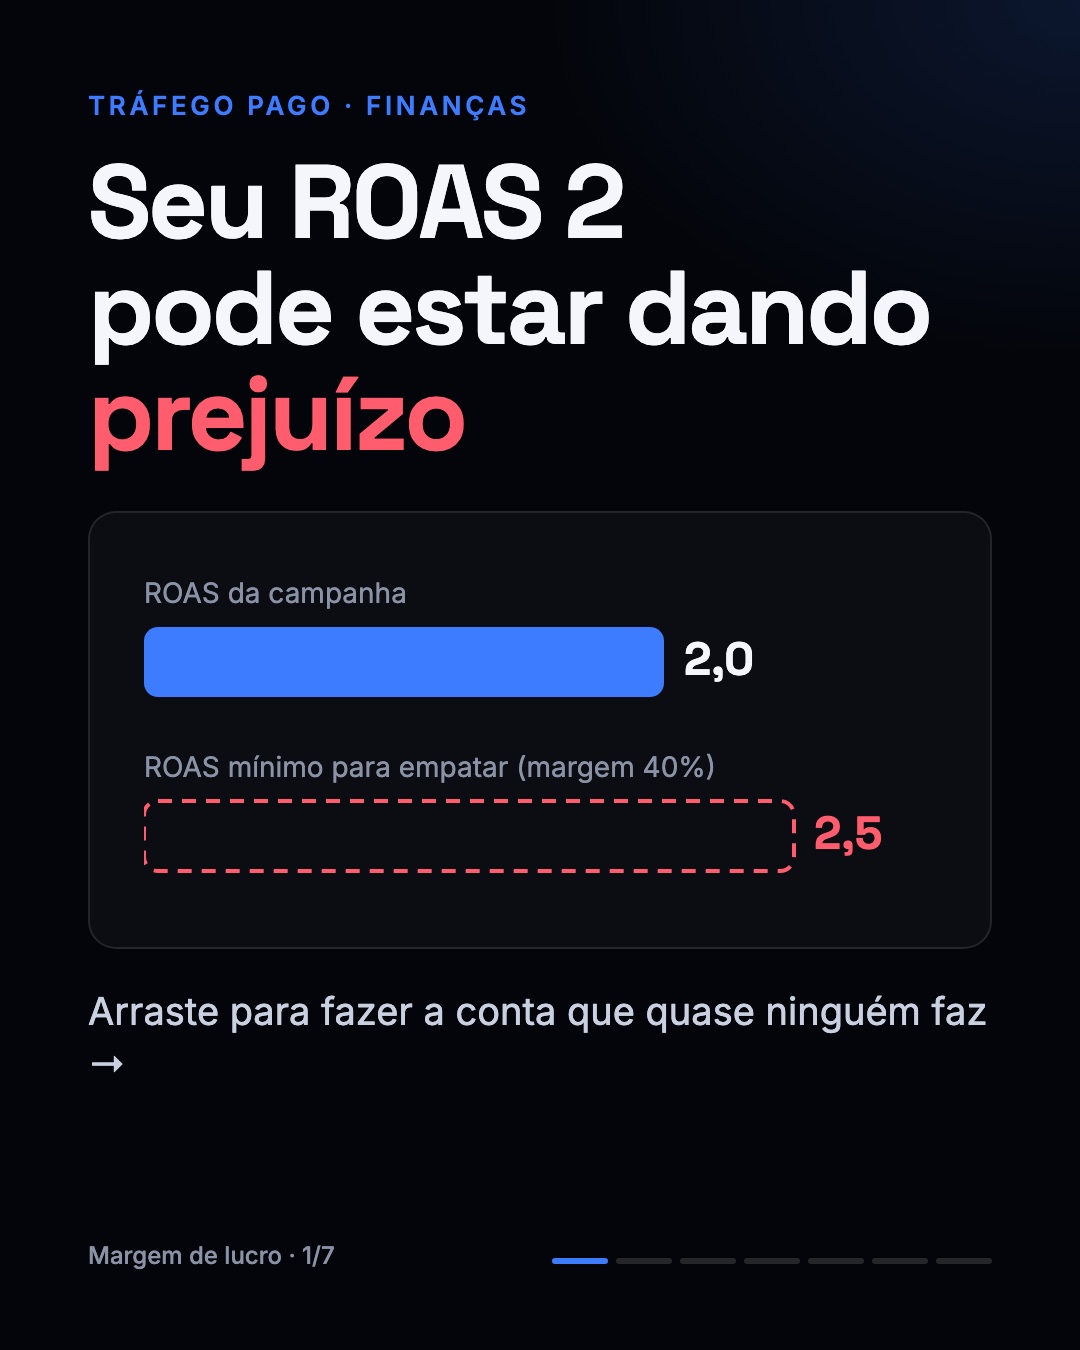 TRÁFEGO PAGO · FINANÇAS
Seu ROAS 2
pode estar dando
prejuízo
ROAS da campanha
2,0
ROAS mínimo para empatar (margem 40%)
2,5
Arraste para fazer a conta que quase ninguém faz
→
Margem de lucro · 1/7